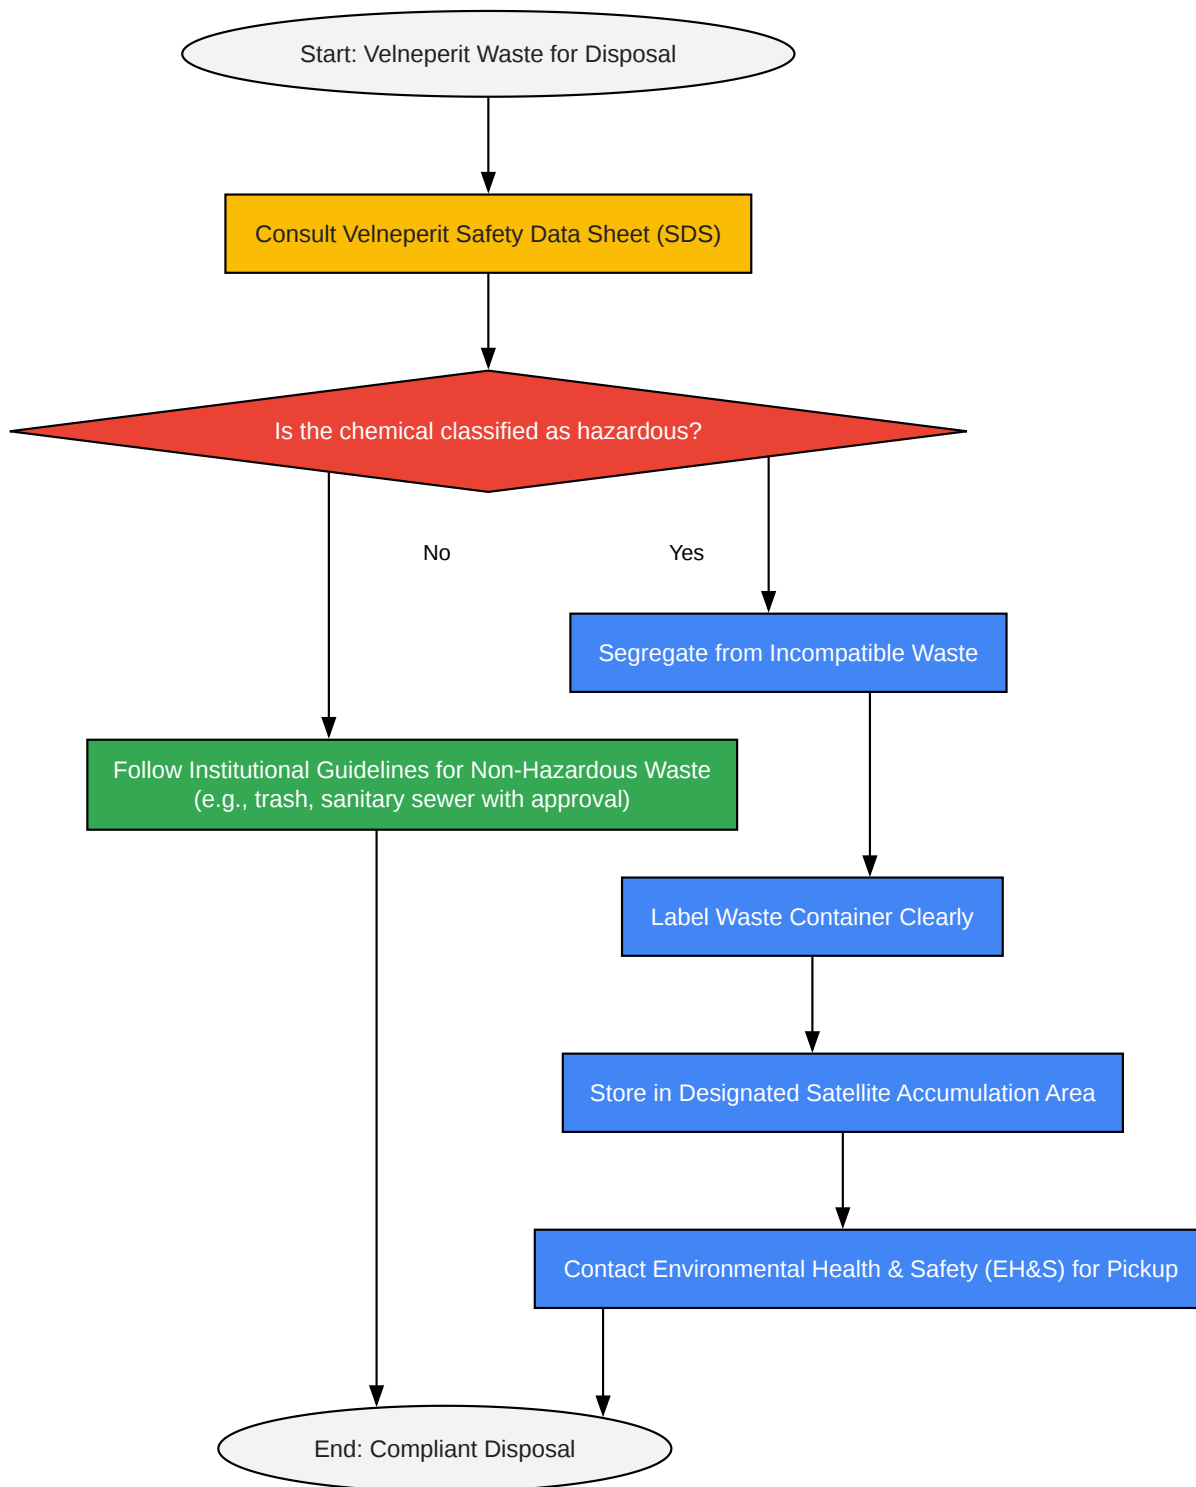 Start: Velneperit Waste for Disposal
Consult Velneperit Safety Data Sheet (SDS)
Is the chemical classified as hazardous?
No
Yes
Segregate from Incompatible Waste
Follow Institutional Guidelines for Non-Hazardous Waste
(e.g., trash, sanitary sewer with approval)
Label Waste Container Clearly
Store in Designated Satellite Accumulation Area
Contact Environmental Health & Safety (EH&S) for Pickup
End: Compliant Disposal